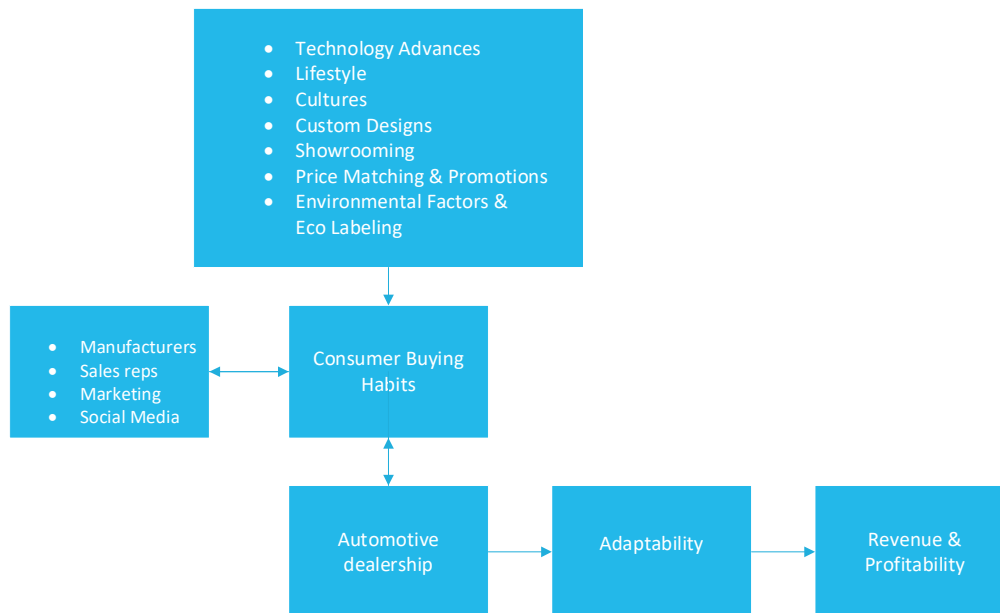 • Technology Advances
• Lifestyle
• Cultures
• Custom Designs
• Showrooming
• Price Matching & Promotions
• Environmental Factors &
Eco Labeling
• Manufacturers
• Sales reps
• Marketing
• Social Media
Consumer Buying
Habits
Automotive
dealership
Adaptability
Revenue &
Profitability